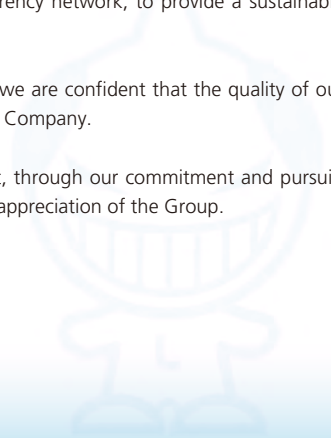 rency network, to provide a sustainabl
we are confident that the quality of ou
Company.
, through our commitment and pursui
appreciation of the Group.